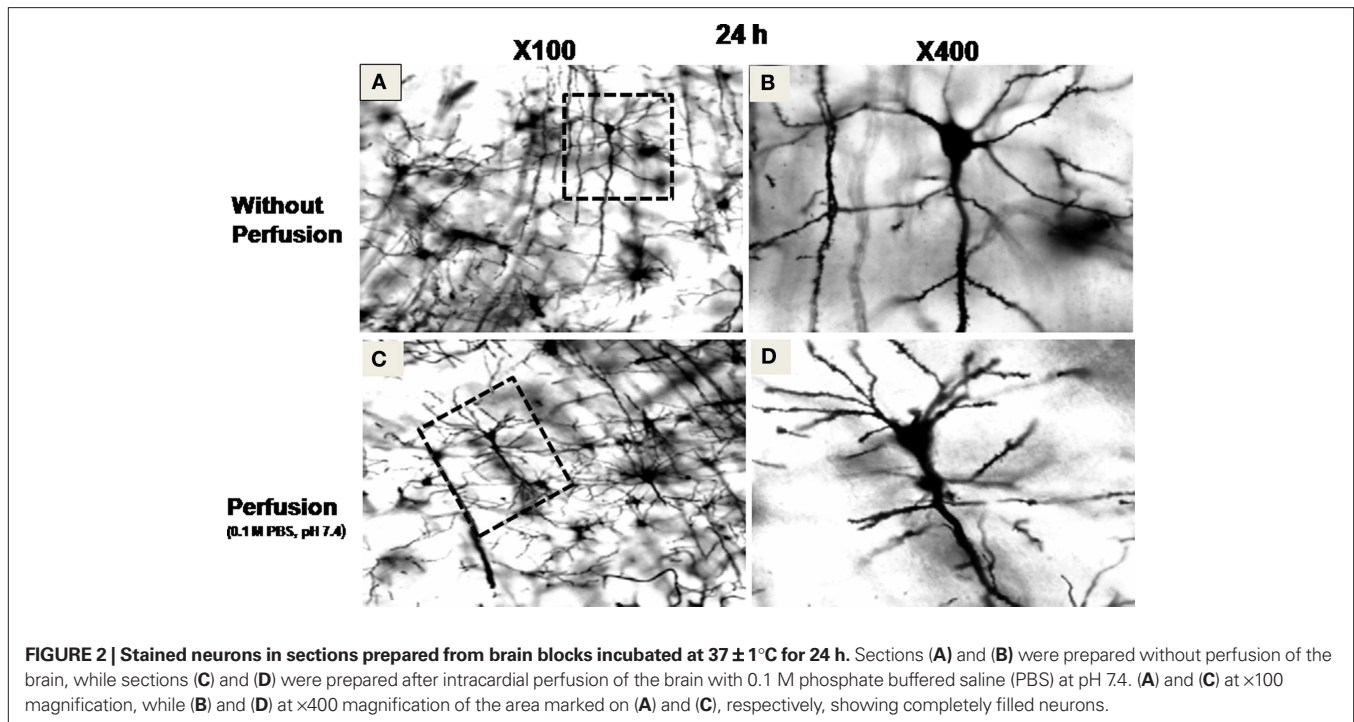 24 h
X100
X400
A
B
Without
Perfusion
C
D
Perfusion
(0.1 M PBS, pH 7.4)
FIGURE 2 | Stained neurons in sections prepared from brain blocks incubated at 37 ± 1°C for 24 h. Sections (A) and (B) were prepared without perfusion of the
brain, while sections (C) and (D) were prepared after intracardial perfusion of the brain with 0.1 M phosphate buffered saline (PBS) at pH 7.4. (A) and (C) at ×100
magnification, while (B) and (D) at ×400 magnification of the area marked on (A) and (C), respectively, showing completely filled neurons.